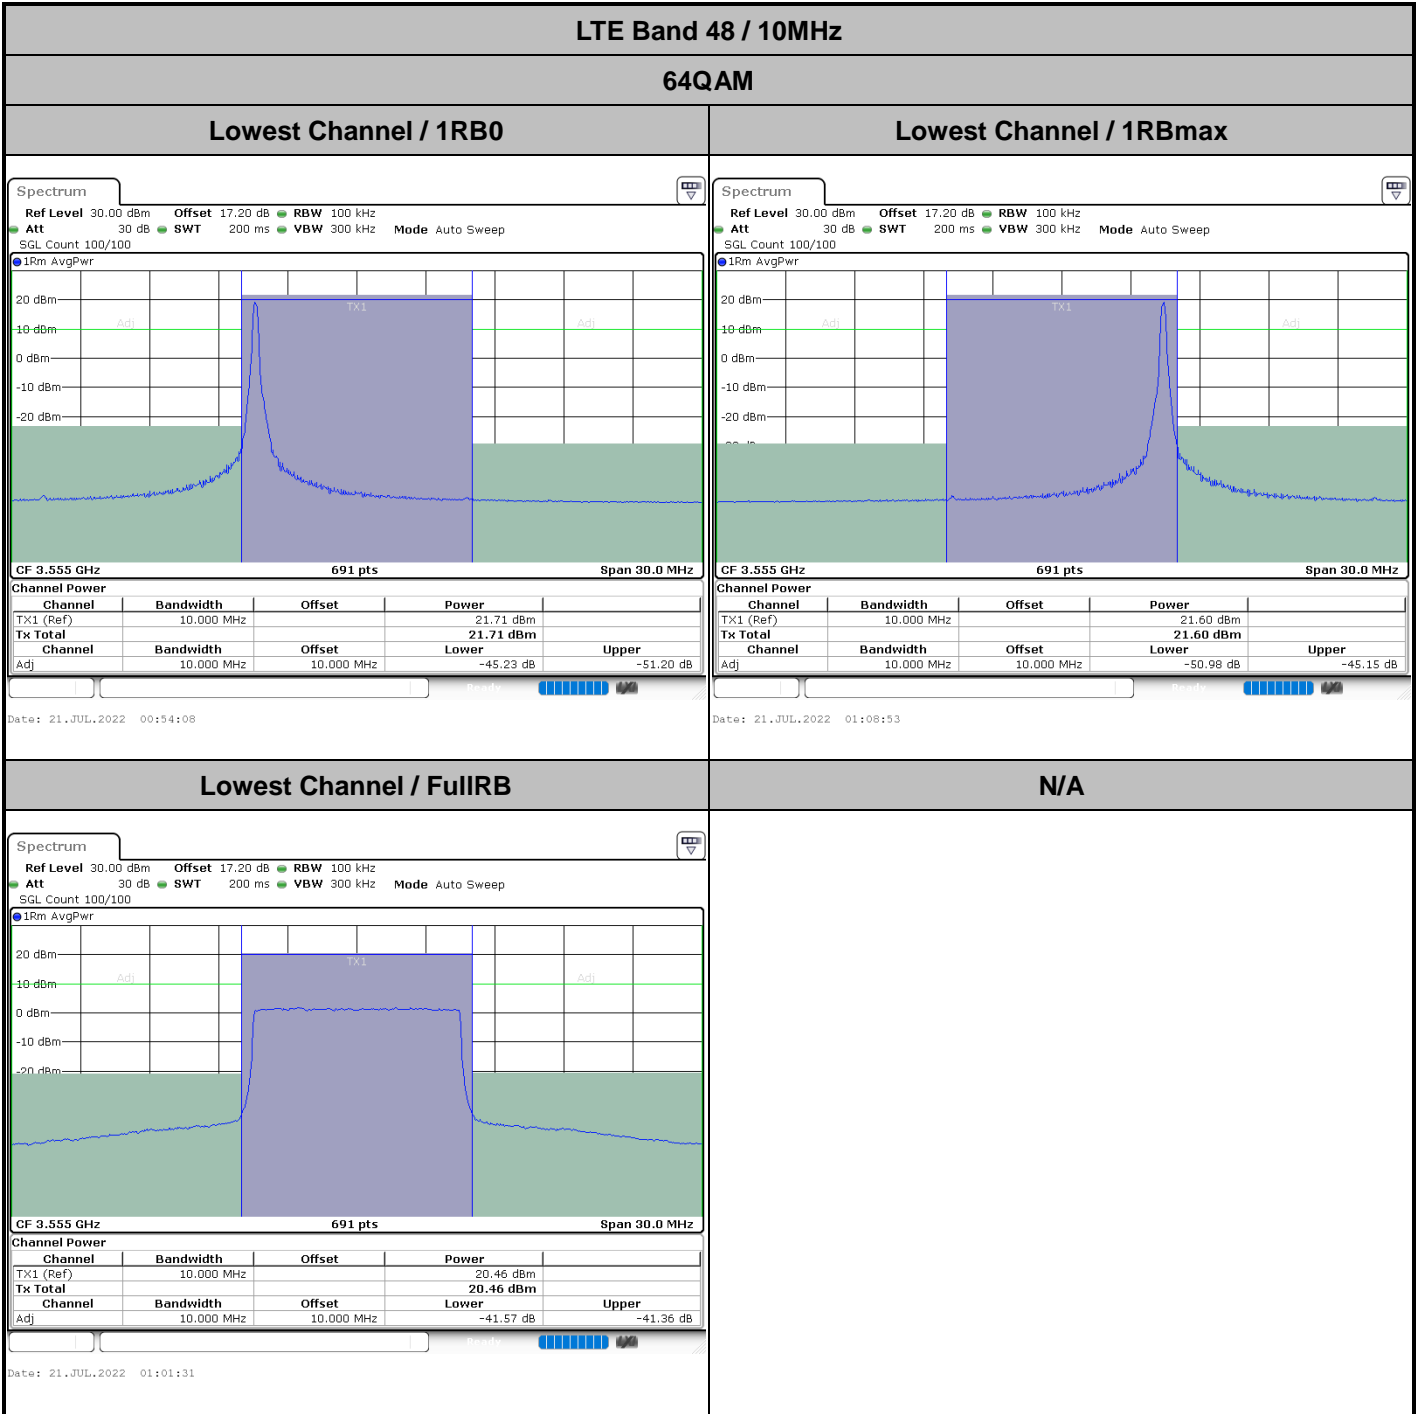 LTE Band 48 / 10MHz
64QAM
Lowest Channel / 1RB0
Lowest Channel / 1RBmax
Spectrum
Ref Level 30.00 dBm Offset 17.20 dB RBW 100 kHz
Att 30 dB SWT 200 ms VBW 300 kHz Mode Auto Sweep
SGL Count 100/100
1Rm AvgPwr
20 dBm
TX1
Adj
Adj
10 dBm
0 dBm
-10 dBm
-20 dBm
CF 3.555 GHz 691 pts Span 30.0 MHz
Channel Power
Channel Bandwidth Offset Power
TX1 (Ref) 10.000 MHz 21.71 dBm
Tx Total 21.71 dBm
Channel Bandwidth Offset Lower Upper
Adj 10.000 MHz 10.000 MHz -45.23 dB -51.20 dB
Ready
Date: 21.JUL.2022 00:54:08
Spectrum
Ref Level 30.00 dBm Offset 17.20 dB RBW 100 kHz
Att 30 dB SWT 200 ms VBW 300 kHz Mode Auto Sweep
SGL Count 100/100
1Rm AvgPwr
20 dBm
TX1
Adj
Adj
10 dBm
0 dBm
-10 dBm
-20 dBm
CF 3.555 GHz 691 pts Span 30.0 MHz
Channel Power
Channel Bandwidth Offset Power
TX1 (Ref) 10.000 MHz 21.60 dBm
Tx Total 21.60 dBm
Channel Bandwidth Offset Lower Upper
Adj 10.000 MHz 10.000 MHz -50.98 dB -45.15 dB
Ready
Date: 21.JUL.2022 01:08:53
Lowest Channel / FullRB
N/A
Spectrum
Ref Level 30.00 dBm Offset 17.20 dB RBW 100 kHz
Att 30 dB SWT 200 ms VBW 300 kHz Mode Auto Sweep
SGL Count 100/100
1Rm AvgPwr
20 dBm
TX1
Adj
Adj
10 dBm
0 dBm
-10 dBm
-20 dBm
CF 3.555 GHz 691 pts Span 30.0 MHz
Channel Power
Channel Bandwidth Offset Power
TX1 (Ref) 10.000 MHz 20.46 dBm
Tx Total 20.46 dBm
Channel Bandwidth Offset Lower Upper
Adj 10.000 MHz 10.000 MHz -41.57 dB -41.36 dB
Ready
Date: 21.JUL.2022 01:01:31